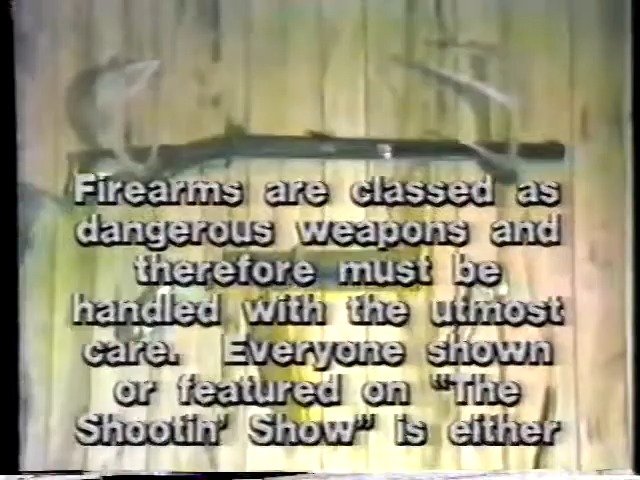 Firearms are classed as
dangerous weapons and
therefore must be
handled with the utmost
care. Everyone shown
or featured on "The
Shootin' Show" is either